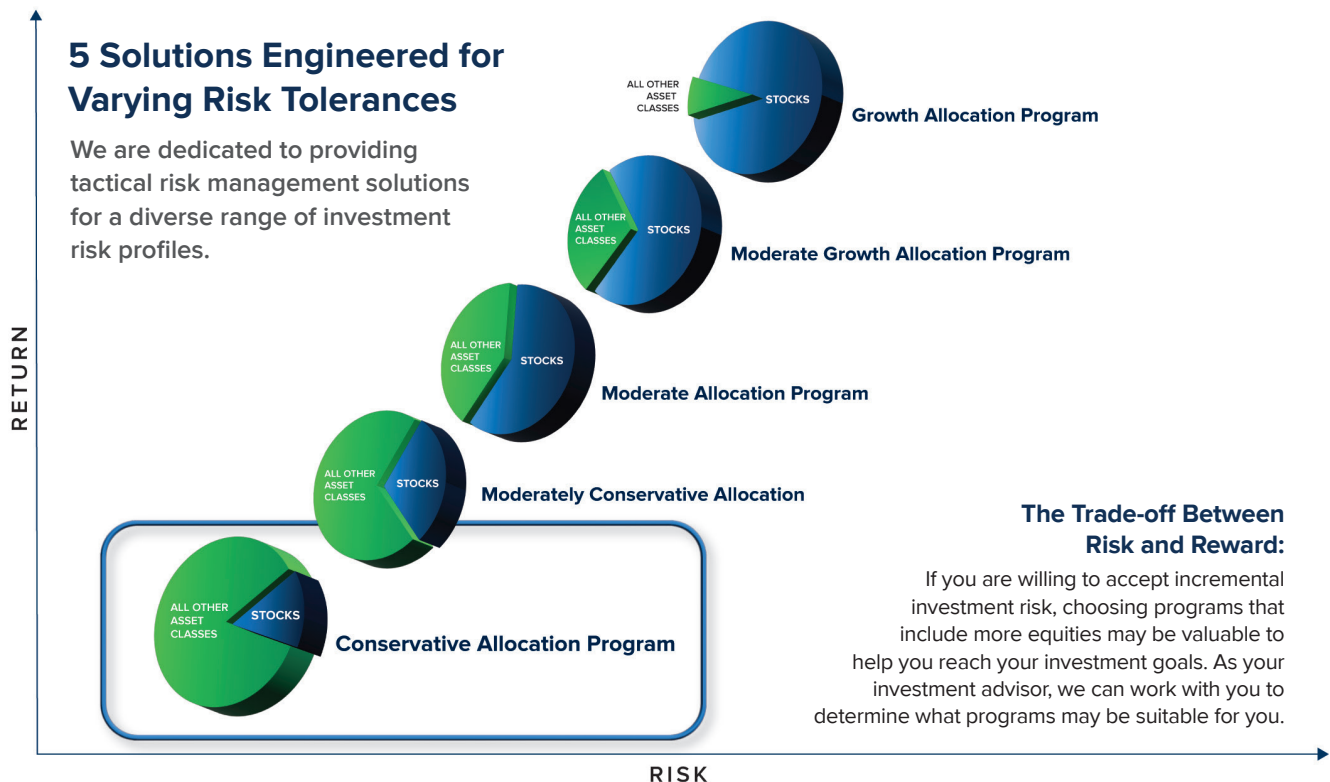 5 Solutions Engineered for
Varying Risk Tolerances
We are dedicated to providing
tactical risk management solutions
for a diverse range of investment
risk profiles.
ALL OTHER
ASSET
CLASSES
STOCKS
Growth Allocation Program
ALL OTHER
ASSET
CLASSES
STOCKS
Moderate Growth Allocation Program
ALL OTHER
ASSET
CLASSES
STOCKS
Moderate Allocation Program
ALL OTHER
ASSET
CLASSES
STOCKS
Moderately Conservative Allocation
ALL OTHER
ASSET
CLASSES
STOCKS
Conservative Allocation Program
The Trade-off Between
Risk and Reward:
If you are willing to accept incremental
investment risk, choosing programs that
include more equities may be valuable to
help you reach your investment goals. As your
investment advisor, we can work with you to
determine what programs may be suitable for you.
RETURN
RISK